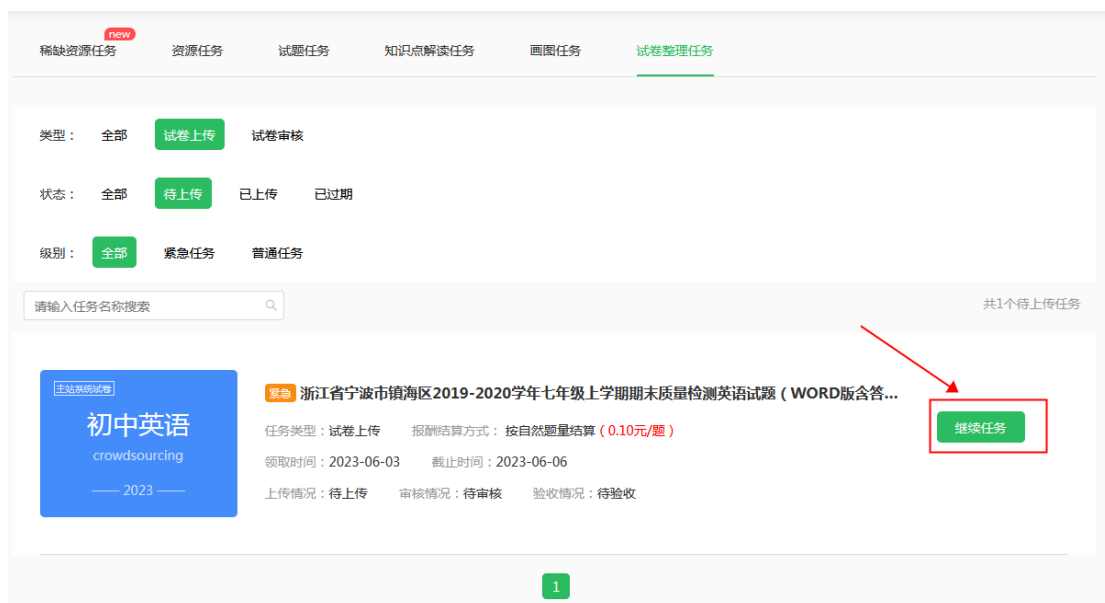 new
稀缺资源任务 资源任务 试题任务 知识点解读任务 画图任务 试卷整理任务
类型： 全部 试卷上传 试卷审核
状态： 全部 待上传 已上传 已过期
级别： 全部 紧急任务 普通任务
请输入任务名称搜索 共1个待上传任务
主站系统试卷
初中英语
crowdsourcing
2023
紧急 浙江省宁波市镇海区2019-2020学年七年级上学期期末质量检测英语试题（WORD版含答...
任务类型：试卷上传 报酬结算方式：按自然题量结算（0.10元/题）
领取时间：2023-06-03 截止时间：2023-06-06
上传情况：待上传 审核情况：待审核 验收情况：待验收
继续任务
1